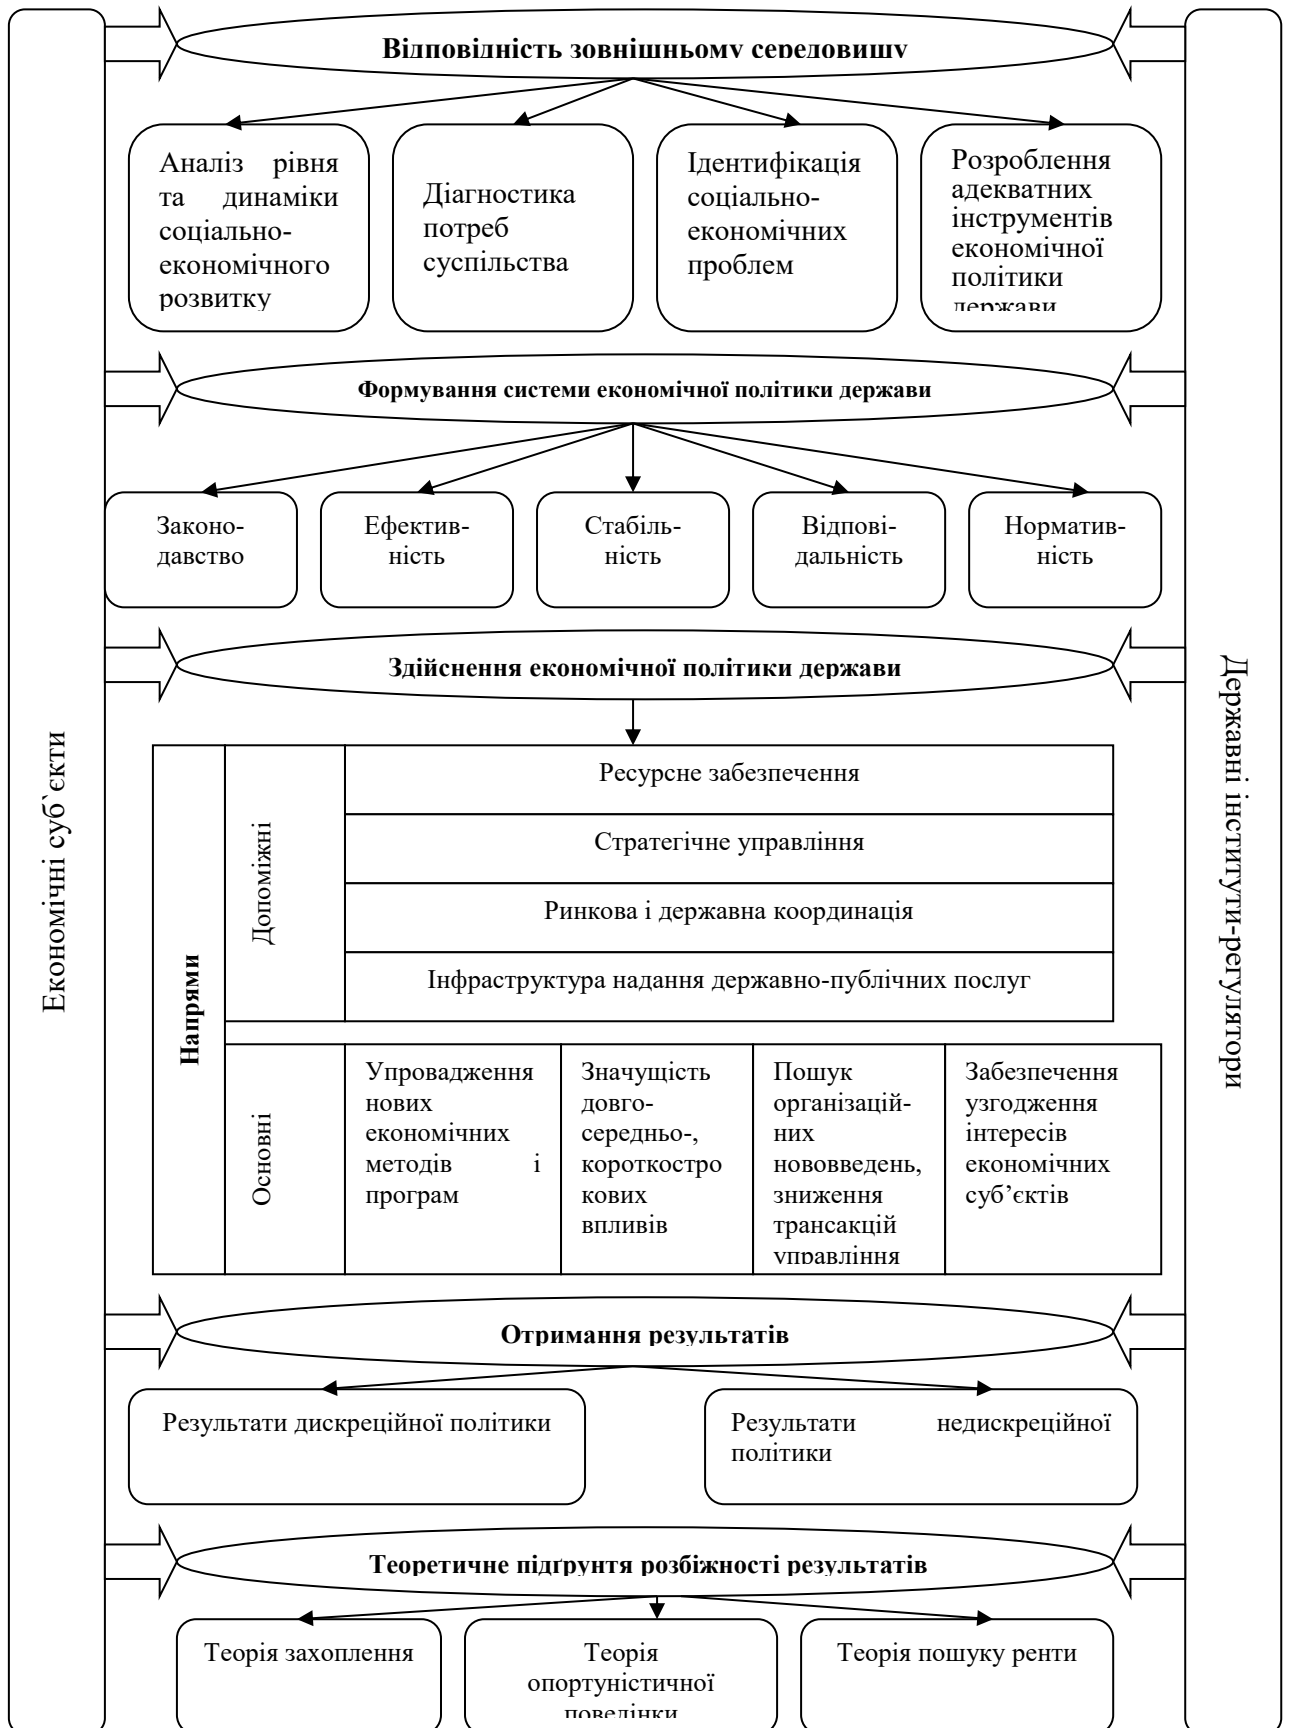 Відповідність зовнішньому середовищу
Аналіз рівня
та динаміки
соціально-
економічного
розвитку
Діагностика
потреб
суспільства
Ідентифікація
соціально-
економічних
проблем
Розроблення
адекватних
інструментів
економічної
політики
держави
Формування системи економічної політики держави
Законо-
давство
Ефектив-
ність
Стабіль-
ність
Відпові-
дальність
Норматив-
ність
Здійснення економічної політики держави
Економічні суб`єкти
Державні інститути-регулятори
Напрями
Допоміжні
Ресурсне забезпечення
Стратегічне управління
Ринкова і державна координація
Інфраструктура надання державно-публічних послуг
Основні
Упровадження
нових
економічних
методів і
програм
Значущість
довго-
середньо-,
короткостро
кових
впливів
Пошук
організацій-
них
нововведень,
зниження
трансакцій
управління
Забезпечення
узгодження
інтересів
економічних
суб’єктів
Отримання результатів
Результати дискреційної політики
Результати недискреційної
політики
Теоретичне підґрунтя розбіжності результатів
Теорія захоплення
Теорія
опортуністичної
поведінки
Теорія пошуку ренти